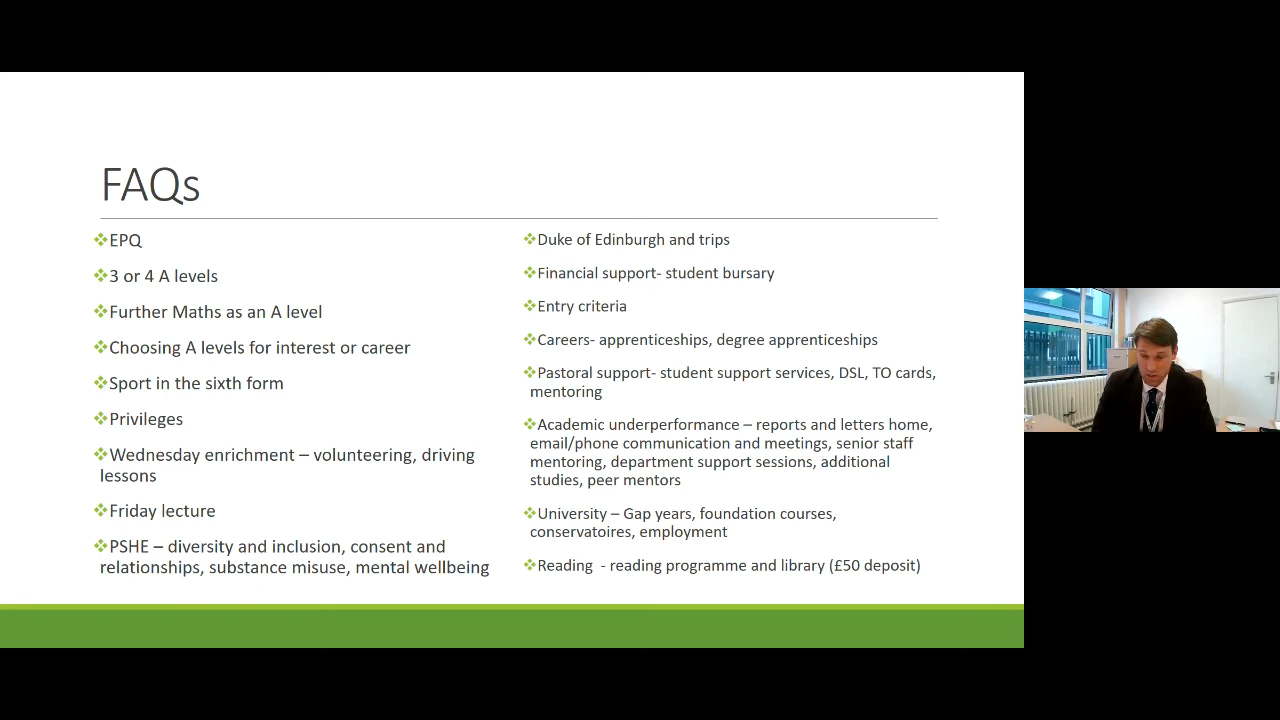 FAQs
❖EPQ
❖3 or 4 A levels
❖Further Maths as an A level
❖Choosing A levels for interest or career
❖Sport in the sixth form
❖Privileges
❖Wednesday enrichment – volunteering, driving
lessons
❖Friday lecture
❖PSHE – diversity and inclusion, consent and
relationships, substance misuse, mental wellbeing
❖Duke of Edinburgh and trips
❖Financial support- student bursary
❖Entry criteria
❖Careers- apprenticeships, degree apprenticeships
❖Pastoral support- student support services, DSL, TO cards,
mentoring
❖Academic underperformance – reports and letters home,
email/phone communication and meetings, senior staff
mentoring, department support sessions, additional
studies, peer mentors
❖University – Gap years, foundation courses,
conservatoires, employment
❖Reading  - reading programme and library (£50 deposit)